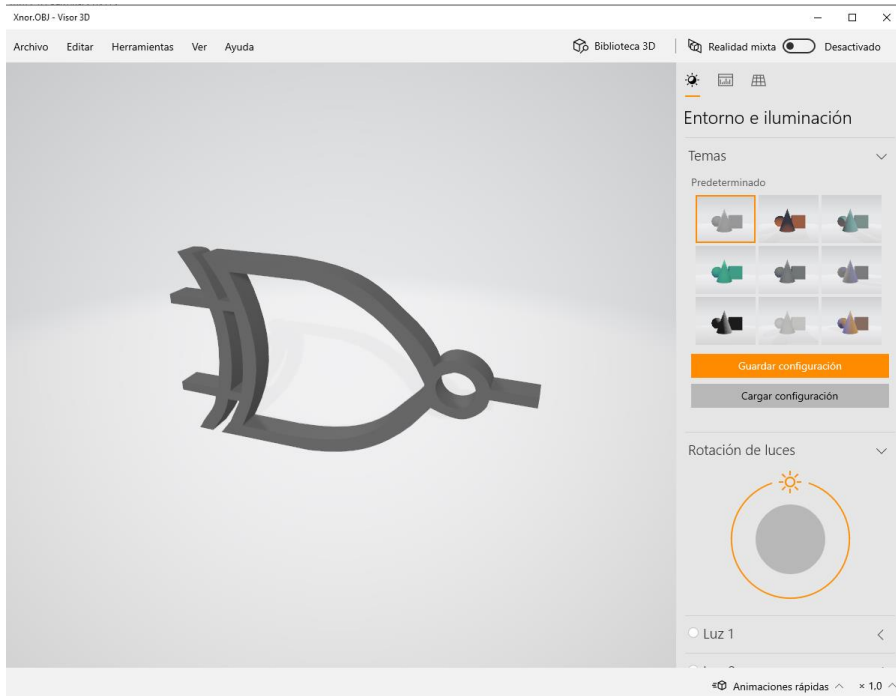 Xnor.OBJ - Visor 3D
Archivo Editar Herramientas Ver Ayuda
Biblioteca 3D
Realidad mixta Desactivado
Entorno e iluminación
Temas
Predeterminado
Guardar configuración
Cargar configuración
Rotación de luces
Luz 1
Animaciones rápidas × 1.0